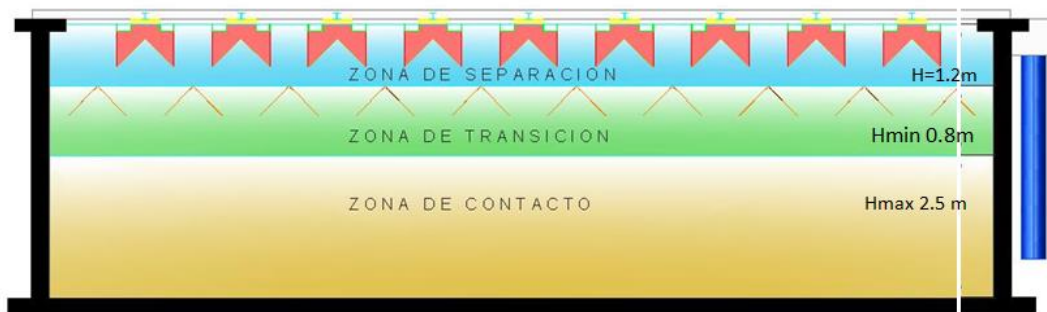 ZONA DE SEPARACION
H=1.2m
ZONA DE TRANSICION
Hmin 0.8m
ZONA DE CONTACTO
Hmax 2.5 m